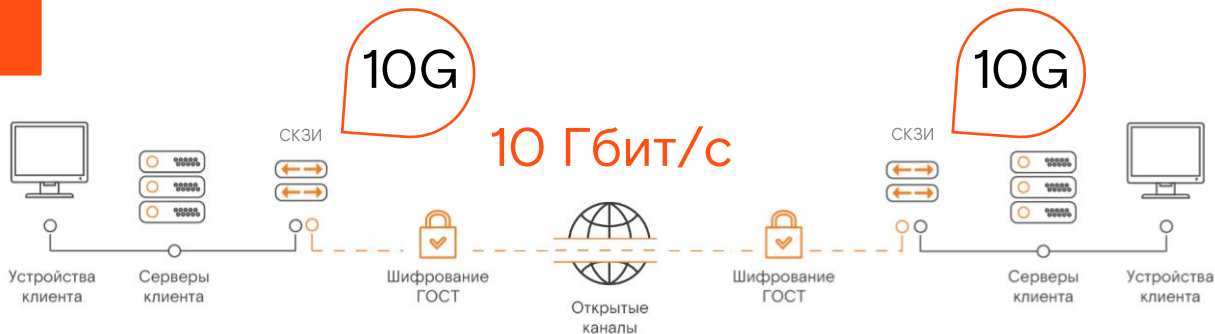 10G
10G
СКЗИ
10 Гбит/с
СКЗИ
Устройства
клиента
Серверы
клиента
Шифрование
ГОСТ
Открытые
каналы
Шифрование
ГОСТ
Серверы
клиента
Устройства
клиента